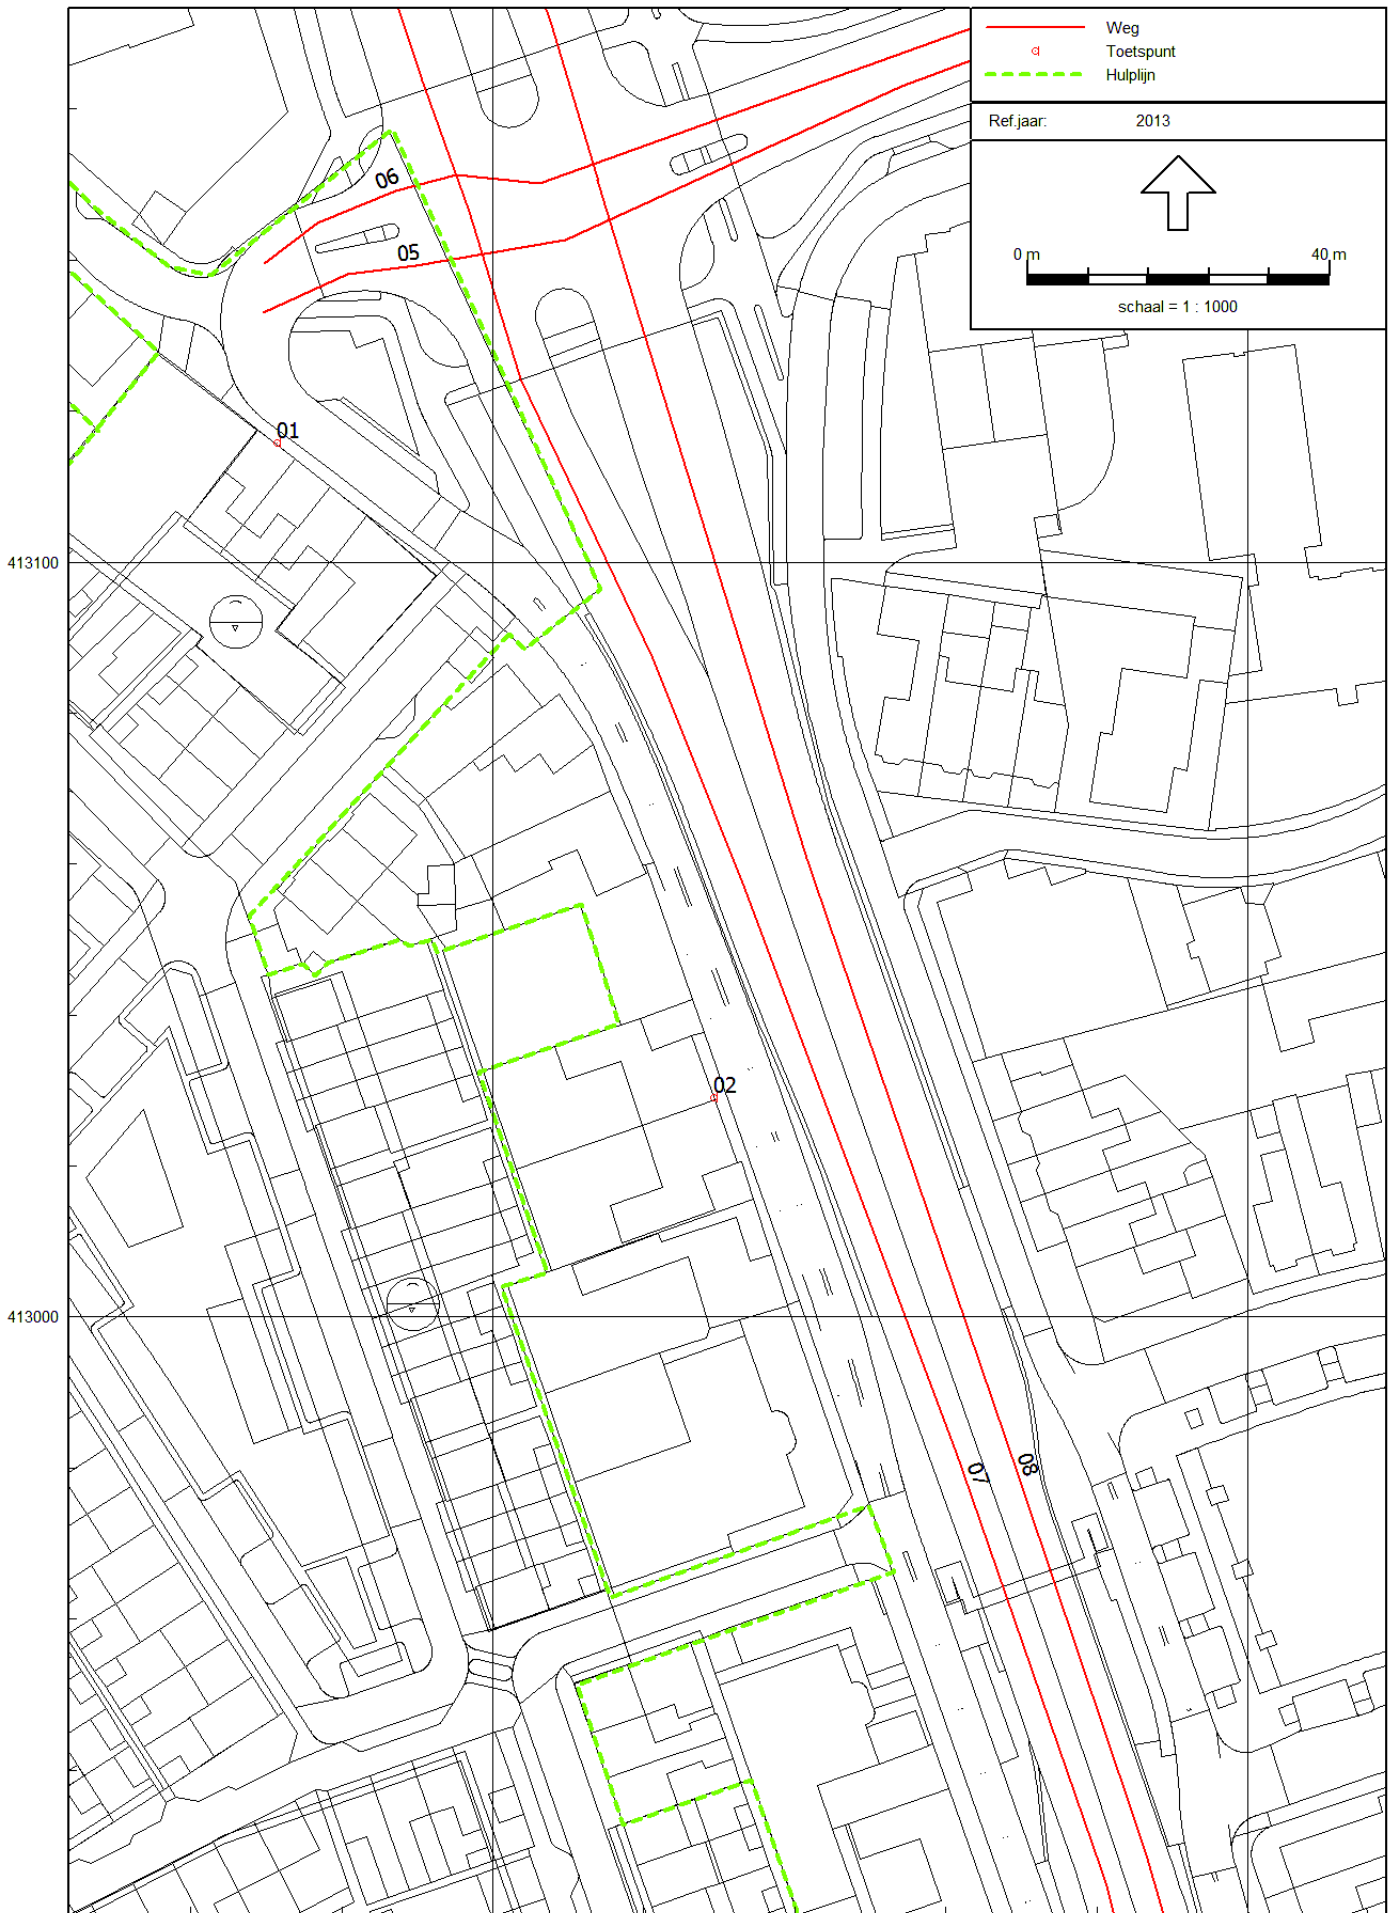 Weg
Toetspunt
Hulplijn
Ref.jaar: 2013
0 m 40 m
schaal = 1 : 1000
06
05
01
413100
02
413000
07
08